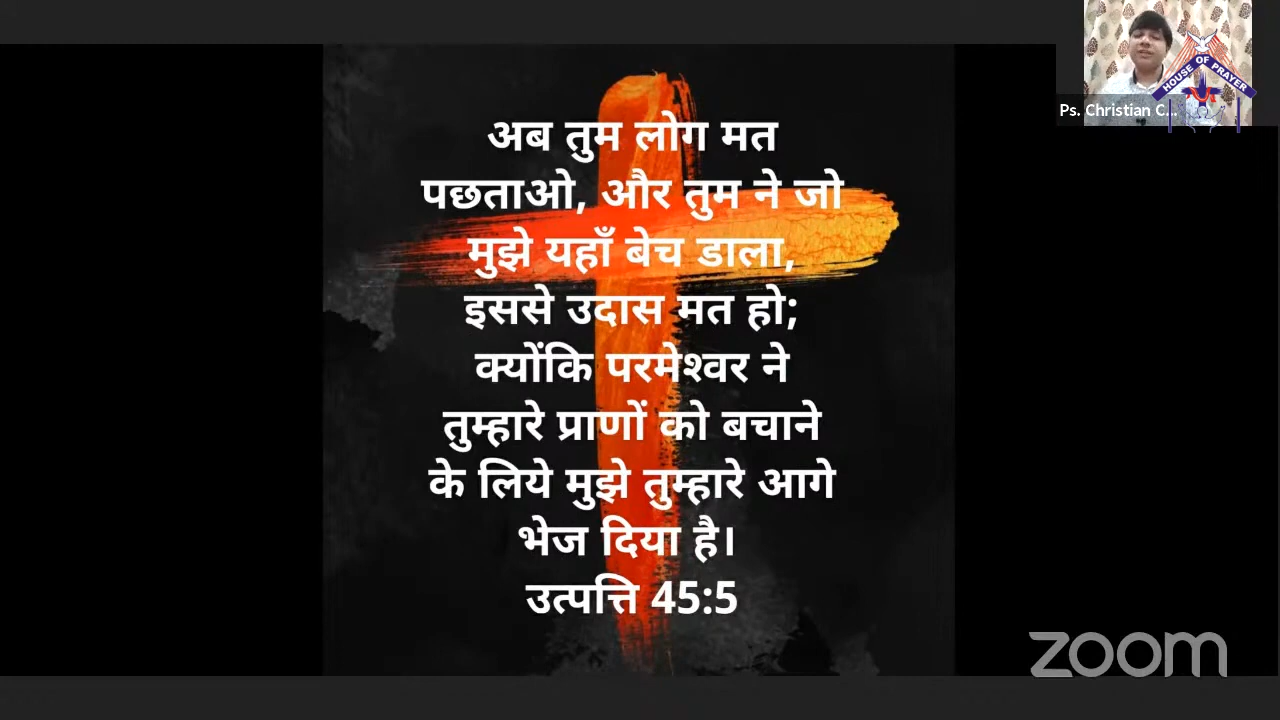 अब तुम लोग मत
पछताओ, और तुम ने जो
मुझे यहाँ बेच डाला,
इससे उदास मत हो;
क्योंकि परमेश्वर ने
तुम्हारे प्राणों को बचाने
के लिये मुझे तुम्हारे आगे
भेज दिया है।
उत्पत्ति 45:5
HOUSE OF PRAYER
Ps. Christian C...
zoom